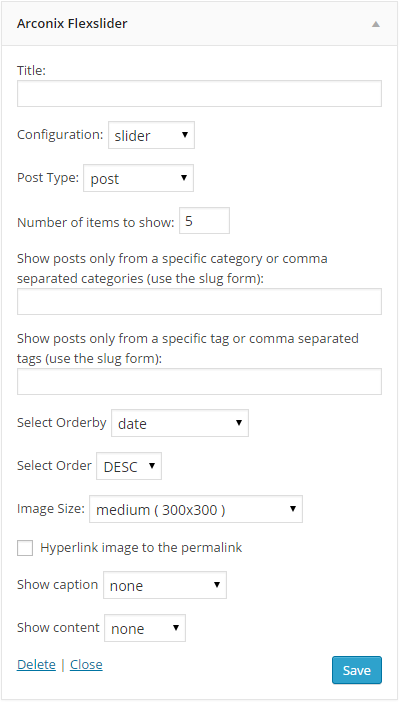 Arconix Flexslider
Title:
Configuration: slider
Post Type: post
Number of items to show: 5
Show posts only from a specific category or comma
separated categories (use the slug form):
Show posts only from a specific tag or comma separated
tags (use the slug form):
Select Orderby date
Select Order DESC
Image Size: medium ( 300x300 )
Hyperlink image to the permalink
Show caption none
Show content none
Delete | Close Save